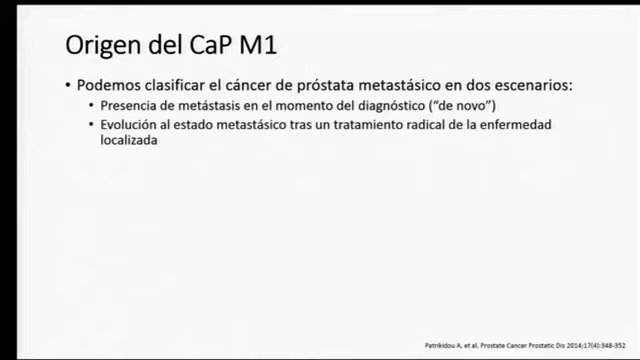 Origen del CaP M1
• Podemos clasificar el cáncer de próstata metastásico en dos escenarios:
• Presencia de metástasis en el momento del diagnóstico (“de novo”)
• Evolución al estado metastásico tras un tratamiento radical de la enfermedad
localizada
Patrikidou A, et al. Prostate Cancer Prostatic Dis 2014;17(4):348-352